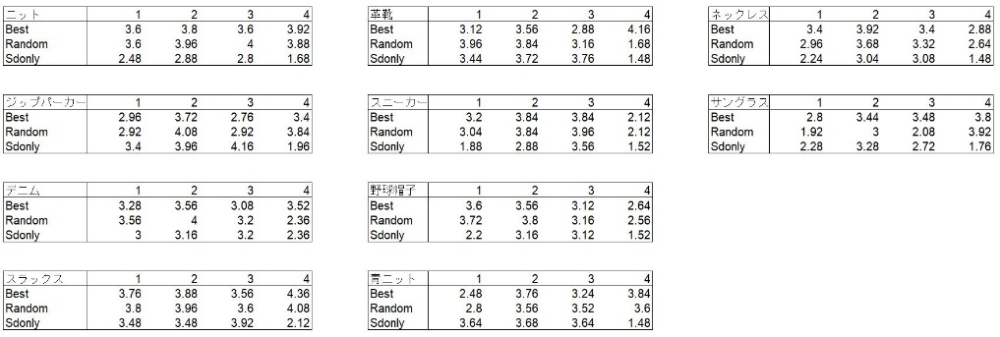 ニット 1 2 3 4
Best 3.6 3.8 3.6 3.92
Random 3.6 3.96 4 3.88
Sdonly 2.48 2.88 2.8 1.68
ジップパーカー 1 2 3 4
Best 2.96 3.72 2.76 3.4
Random 2.92 4.08 2.92 3.84
Sdonly 3.4 3.96 4.16 1.96
デニム 1 2 3 4
Best 3.28 3.56 3.08 3.52
Random 3.56 4 3.2 2.36
Sdonly 3 3.16 3.2 2.36
スラックス 1 2 3 4
Best 3.76 3.88 3.56 4.36
Random 3.8 3.96 3.6 4.08
Sdonly 3.48 3.48 3.92 2.12
革靴 1 2 3 4
Best 3.12 3.56 2.88 4.16
Random 3.96 3.84 3.16 1.68
Sdonly 3.44 3.72 3.76 1.48
スニーカー 1 2 3 4
Best 3.2 3.84 3.84 2.12
Random 3.04 3.84 3.96 2.12
Sdonly 1.88 2.88 3.56 1.52
野球帽子 1 2 3 4
Best 3.6 3.56 3.12 2.64
Random 3.72 3.8 3.16 2.56
Sdonly 2.2 3.16 3.12 1.52
青ニット 1 2 3 4
Best 2.48 3.76 3.24 3.84
Random 2.8 3.56 3.52 3.6
Sdonly 3.64 3.68 3.64 1.48
ネックレス 1 2 3 4
Best 3.4 3.92 3.4 2.88
Random 2.96 3.68 3.32 2.64
Sdonly 2.24 3.04 3.08 1.48
サングラス 1 2 3 4
Best 2.8 3.44 3.48 3.8
Random 1.92 3 2.08 3.92
Sdonly 2.28 3.28 2.72 1.76